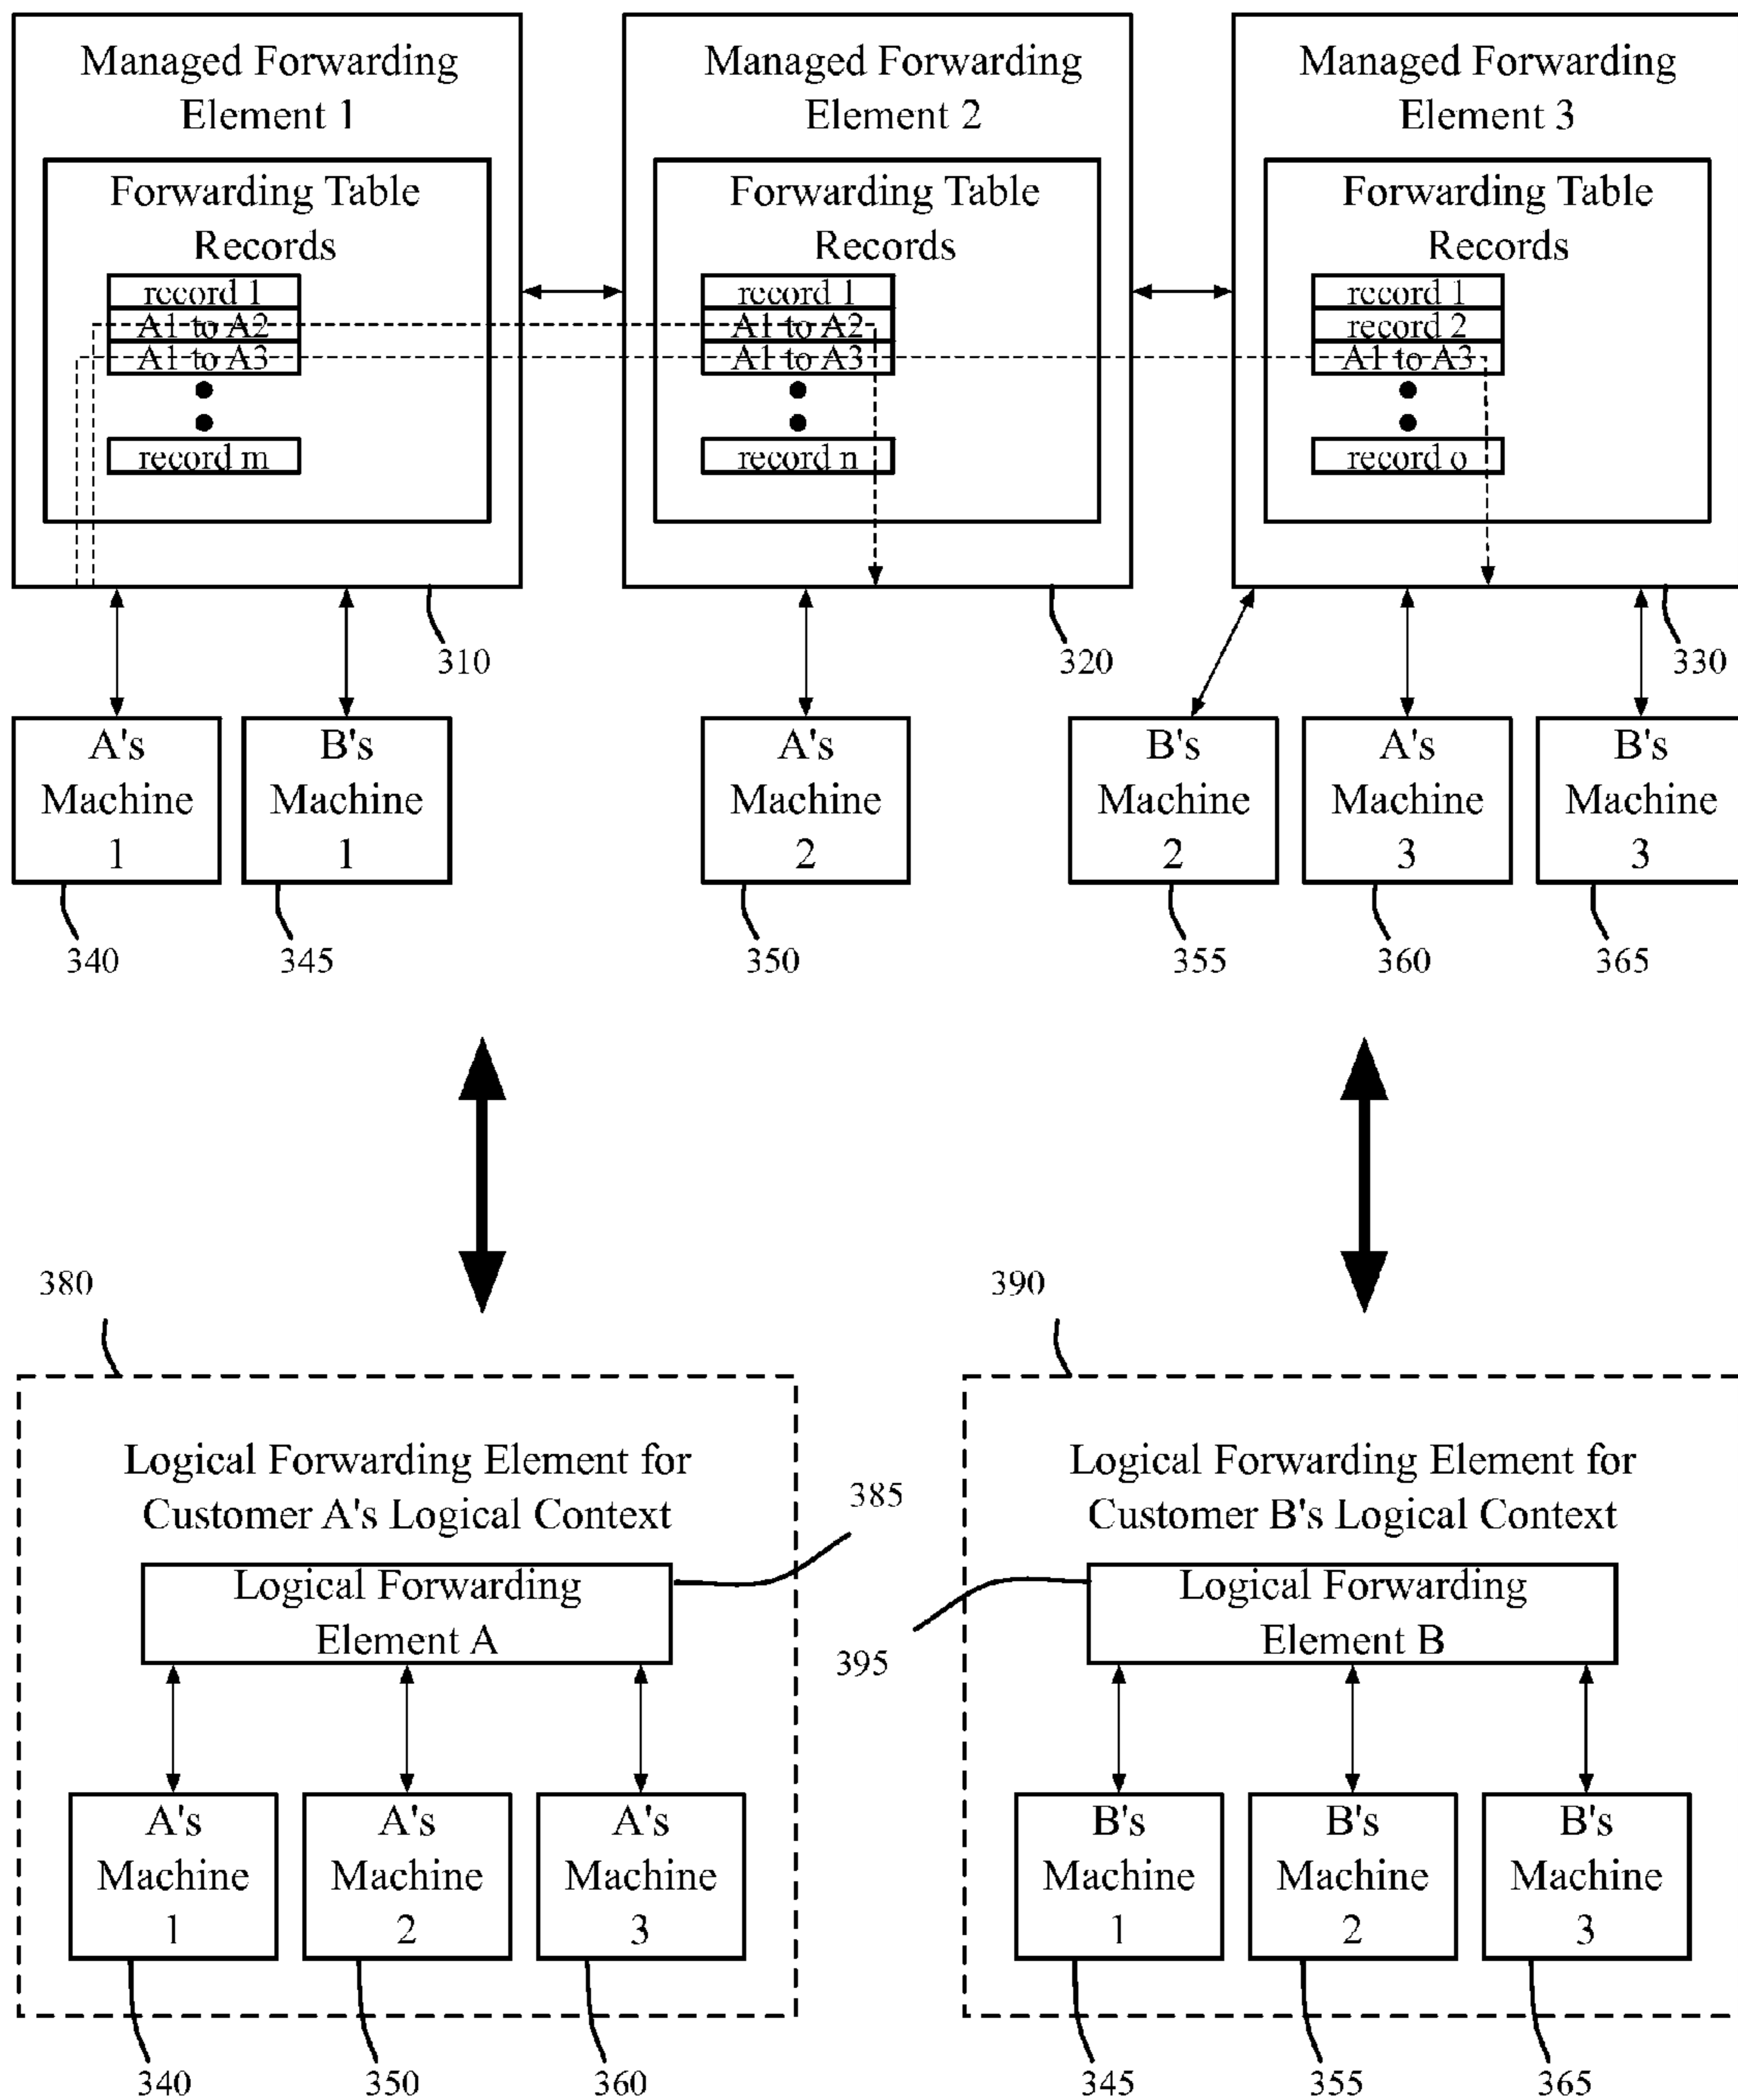 Managed Forwarding
Element 1
Forwarding Table
Records
record 1
A1 to A2
A1 to A3
record m
Managed Forwarding
Element 2
Forwarding Table
Records
record 1
A1 to A2
A1 to A3
record n
Managed Forwarding
Element 3
Forwarding Table
Records
record 1
record 2
A1 to A3
record o
310
320
330
A's
Machine
1
B's
Machine
1
A's
Machine
2
B's
Machine
2
A's
Machine
3
B's
Machine
3
340
345
350
355
360
365
380
390
Logical Forwarding Element for
Customer A's Logical Context
385
Logical Forwarding
Element A
A's
Machine
1
A's
Machine
2
A's
Machine
3
340
350
360
Logical Forwarding Element for
Customer B's Logical Context
395
Logical Forwarding
Element B
B's
Machine
1
B's
Machine
2
B's
Machine
3
345
355
365